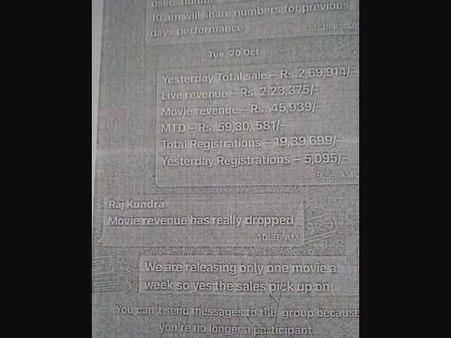 users number
10 am will share numbers for previous
days performance
Tue, 20 Oct
Yesterday Total sale – Rs.2,69,914/-
Live revenue – Rs. 2,23,375/-
Movie revenue – Rs. 45,939/-
MTD – Rs. 59,30, 581/-
Total Registrations – 19,39,699/-
Yesterday Registrations – 5,095/-
9:56 AM
Raj Kundra
Movie revenue has really dropped
10:36 AM
We are releasing only one movie a
week so yes the sales pick up on
You can't send messages to this group because
you're no longer a participant.